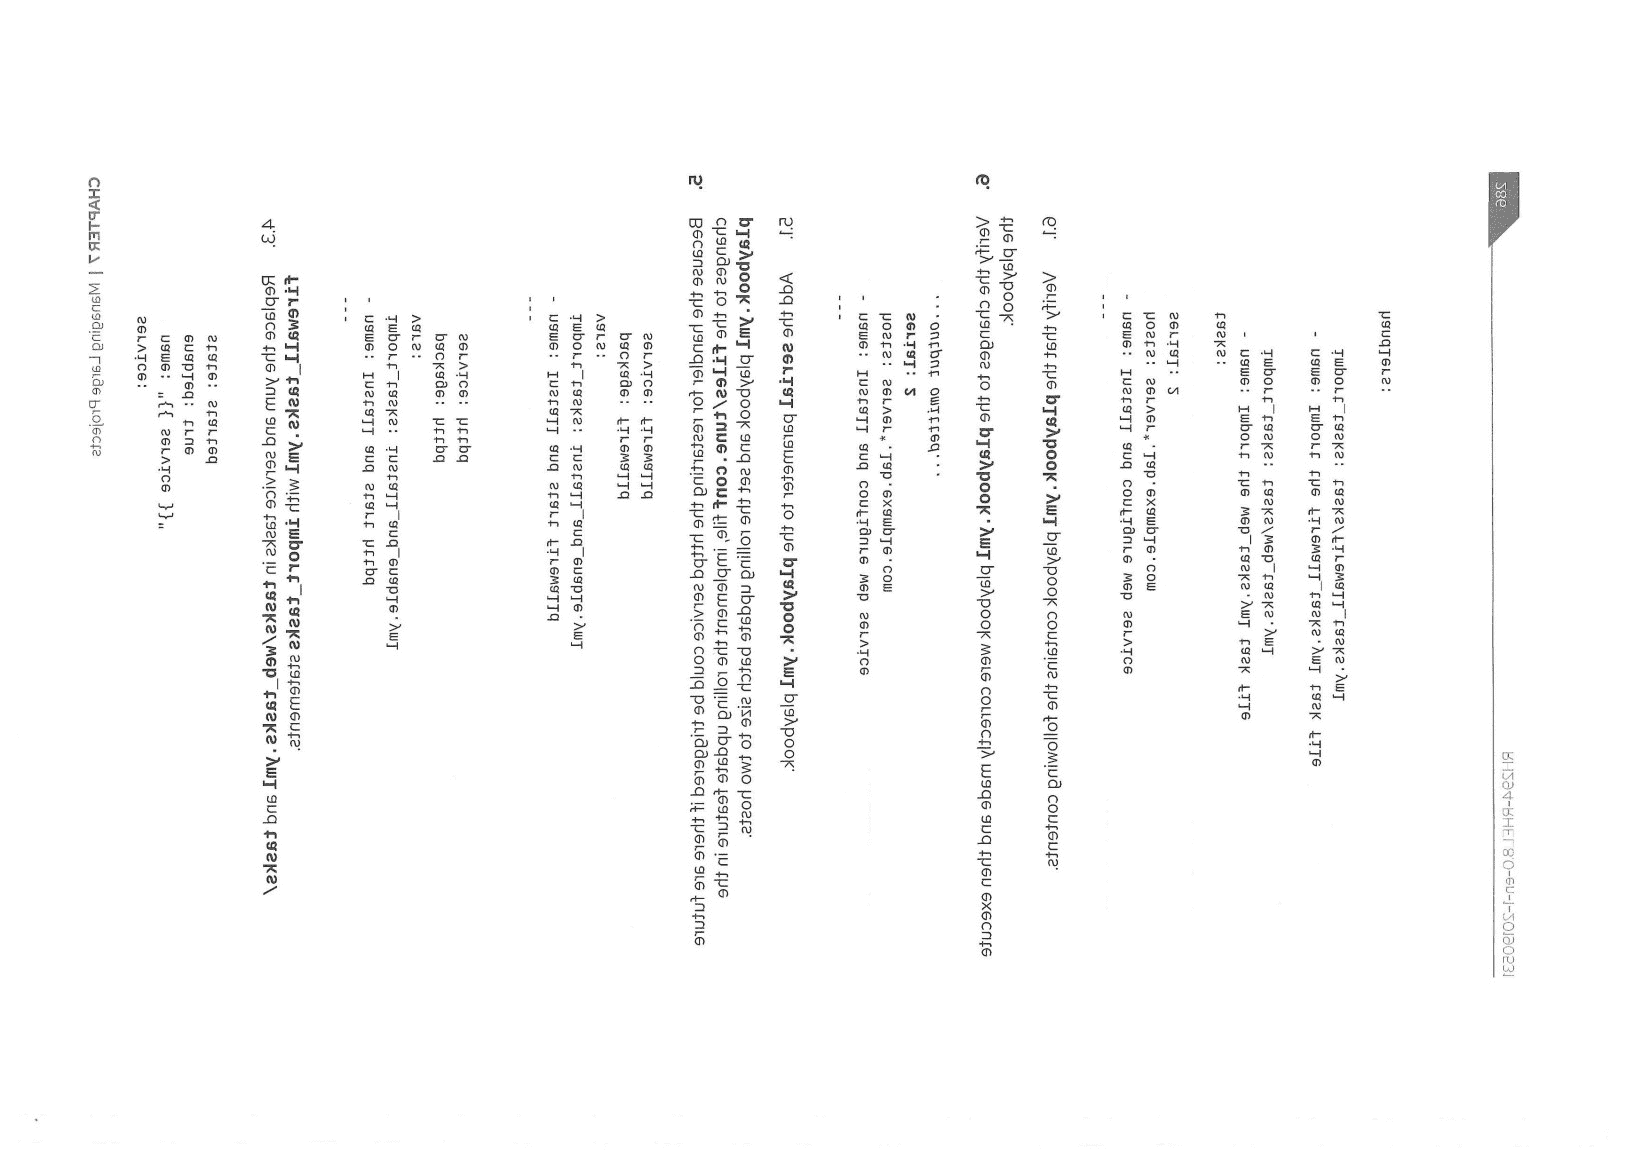 CHAPTER 7 | Managing Large Projects
service:
name: "{{ service }}"
enabled: true
state: started
4.3. Replace the yum and service tasks in tasks/web_tasks.yml and tasks/
firewall_tasks.yml with import_tasks statements.
---
- name: Install and start httpd
import_tasks: install_and_enable.yml
vars:
package: httpd
service: httpd
---
- name: Install and start firewalld
import_tasks: install_and_enable.yml
vars:
package: firewalld
service: firewalld
5. Because the handler for restarting the httpd service could be triggered if there are future
changes to the files/tune.conf file, implement the rolling update feature in the
playbook.yml playbook and set the rolling update batch size to two hosts.
5.1. Add the serial parameter to the playbook.yml playbook.
---
- name: Install and configure web service
hosts: server*.lab.example.com
serial: 2
...output omitted...
6. Verify the changes to the playbook.yml playbook were correctly made and then execute
the playbook.
6.1. Verify that the playbook.yml playbook contains the following contents.
---
- name: Install and configure web service
hosts: server*.lab.example.com
serial: 2
tasks:
- name: Import the web_tasks.yml task file
import_tasks: tasks/web_tasks.yml
- name: Import the firewall_tasks.yml task file
import_tasks: tasks/firewall_tasks.yml
handlers:
286
RH294-RHEL8.0-en-1-20190531